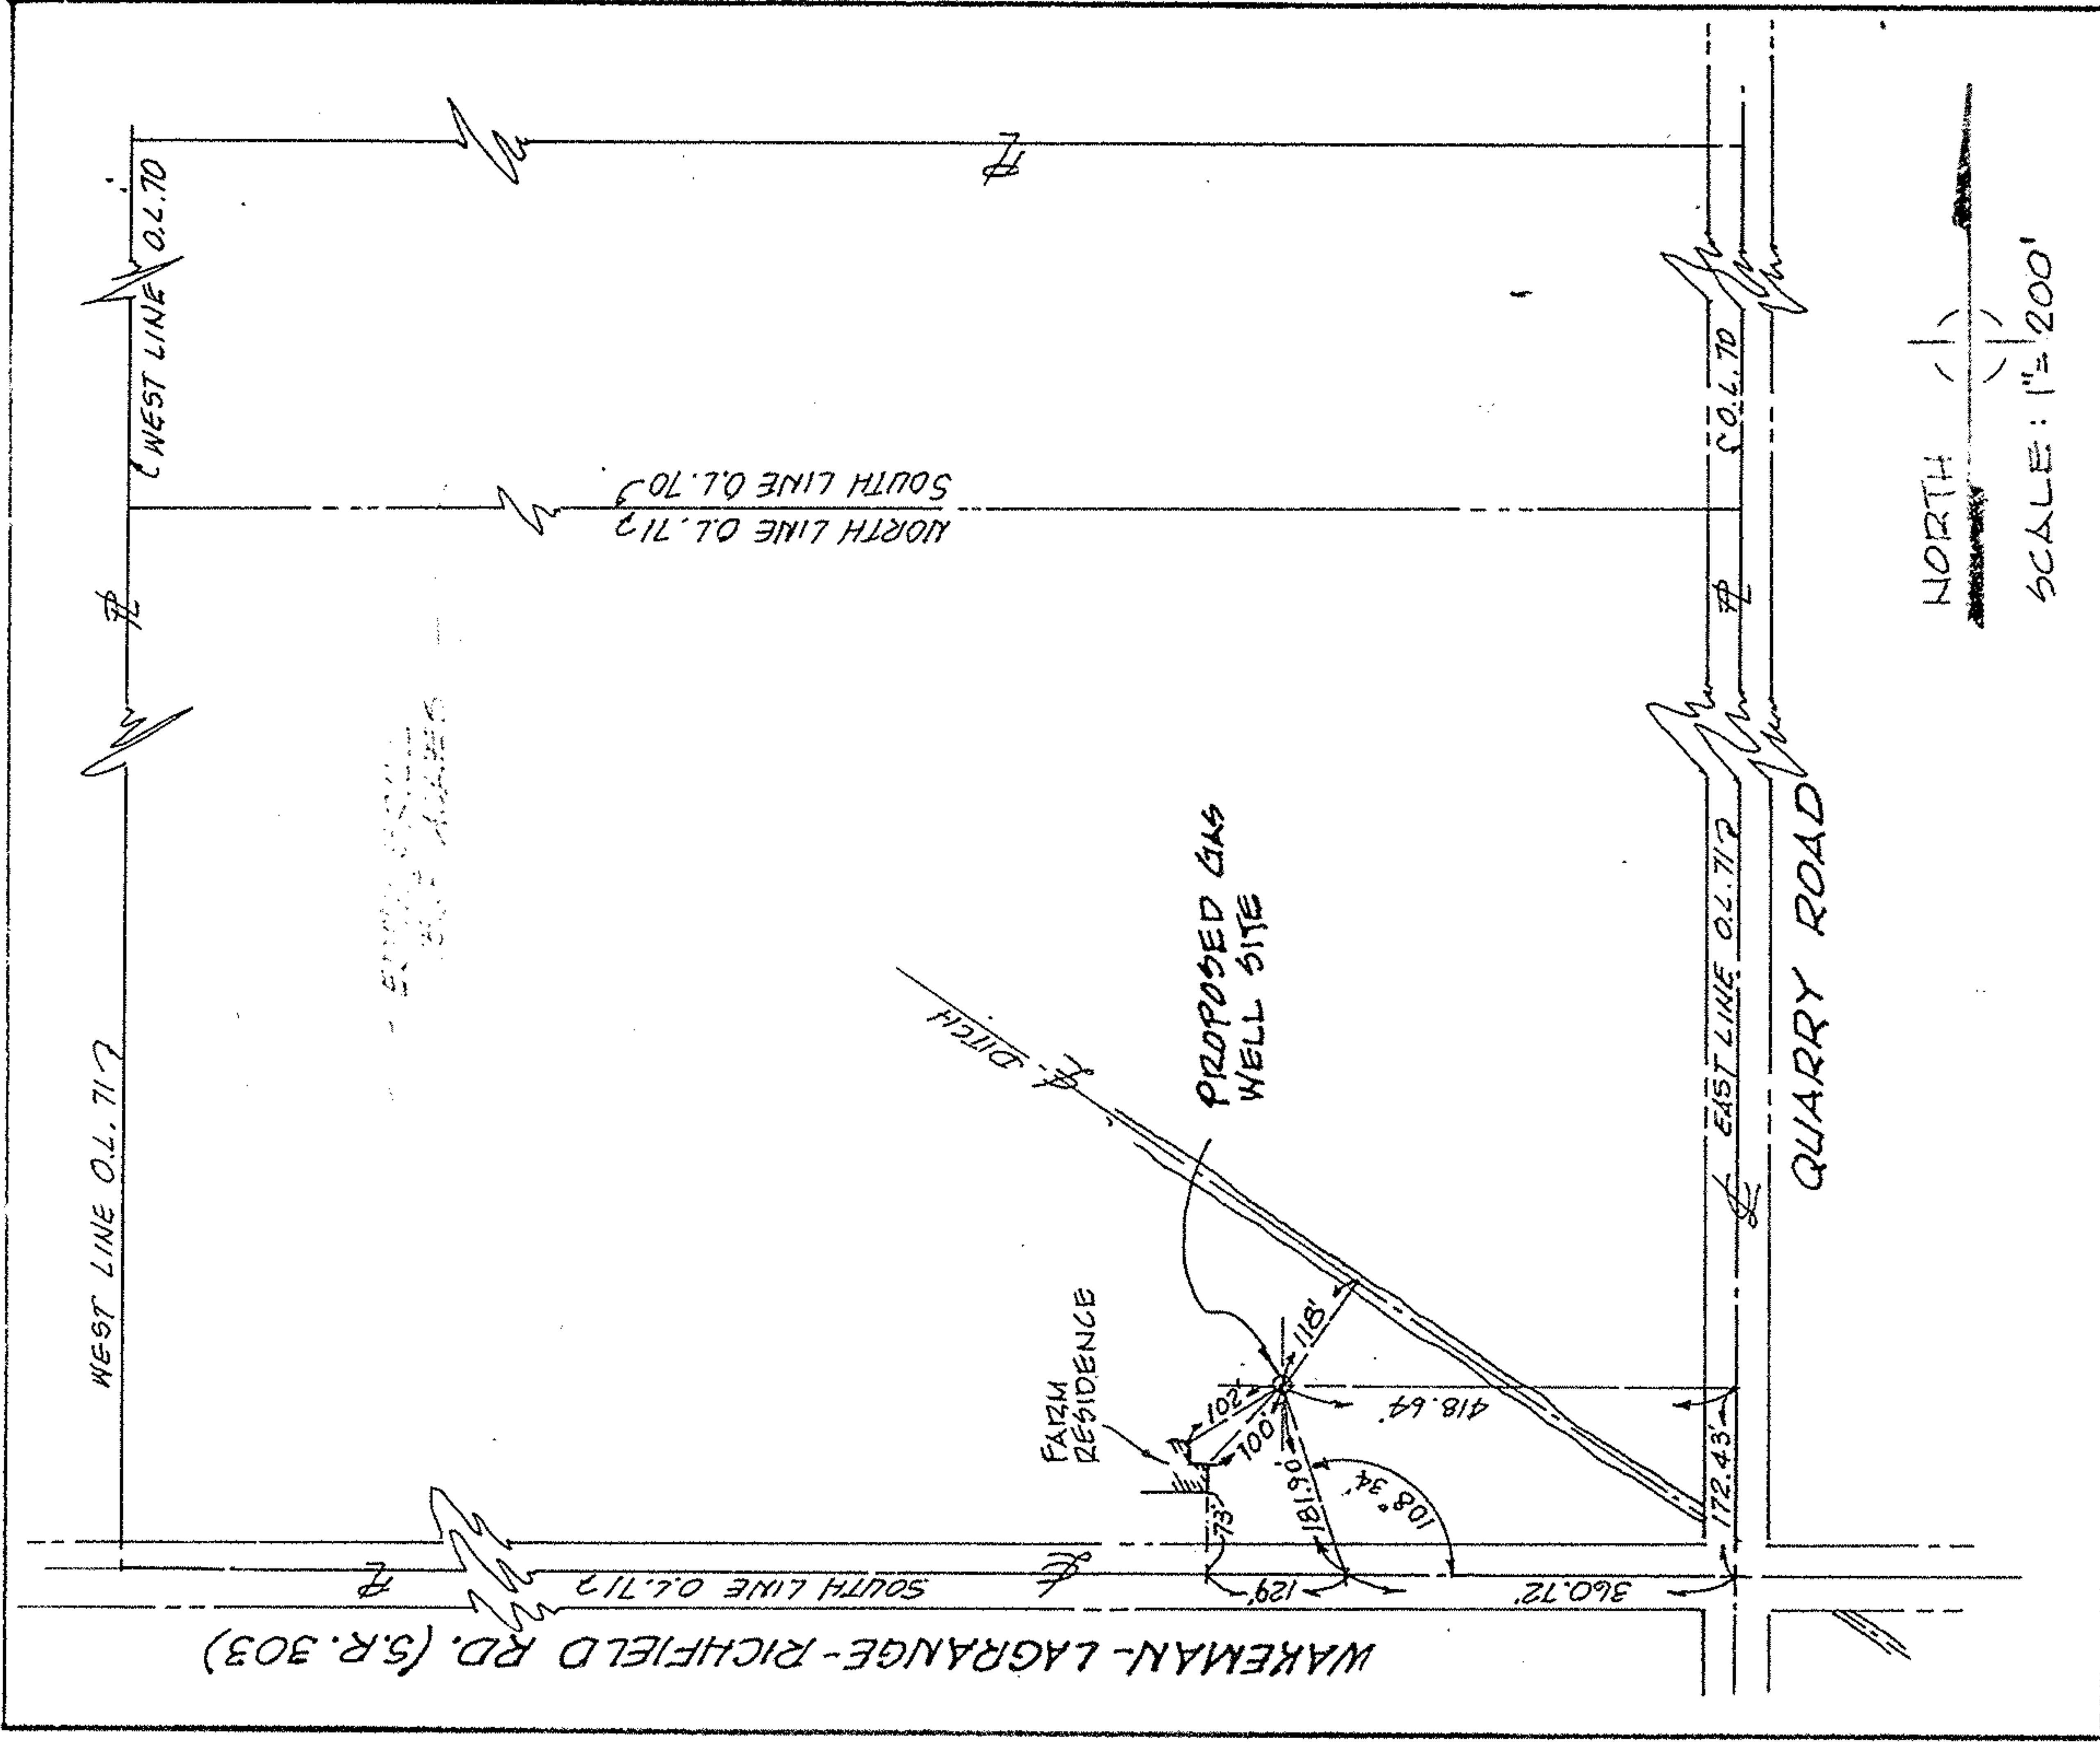 WEST LINE O.L. 70
WEST LINE O.L. 71
SOUTH LINE O.L. 70
NORTH LINE O.L. 71
ACRES
DITCH
PROPOSED GAS
WELL SITE
FARM
RESIDENCE
102'
100'
118'
73'
181.90'
108° 34'
418.64'
172.43'
129'
360.72'
SOUTH LINE O.L. 71
WAKEMAN-LAGRANGE-RICHFIELD RD. (S.R. 303)
EAST LINE O.L. 71
O.L. 70
QUARRY ROAD
NORTH
SCALE: 1"=200'